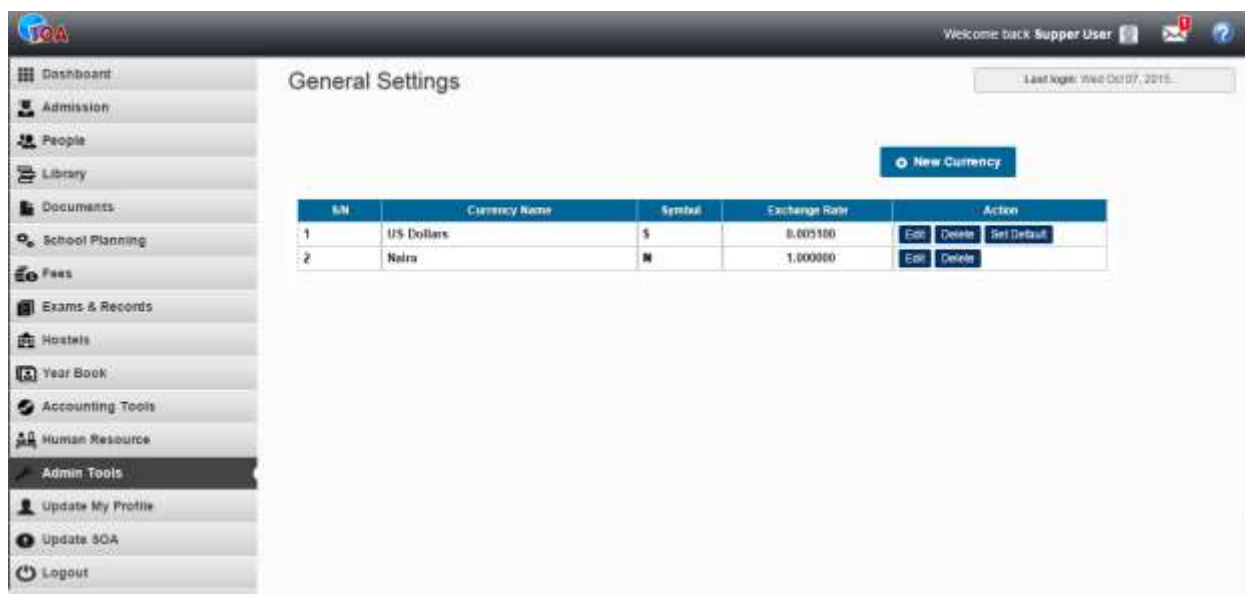 SOA
Welcome back Supper User
1
?
Dashboard
Admission
People
Library
Documents
School Planning
Fees
Exams & Records
Hostels
Year Book
Accounting Tools
Human Resource
Admin Tools
Update My Profile
Update SOA
Logout
General Settings
Last login: Wed Oct 07, 2015
New Currency
S/N Currency Name Symbol Exchange Rate Action
1 US Dollars $ 0.005100 Edit Delete Set Default
2 Naira ₦ 1.000000 Edit Delete